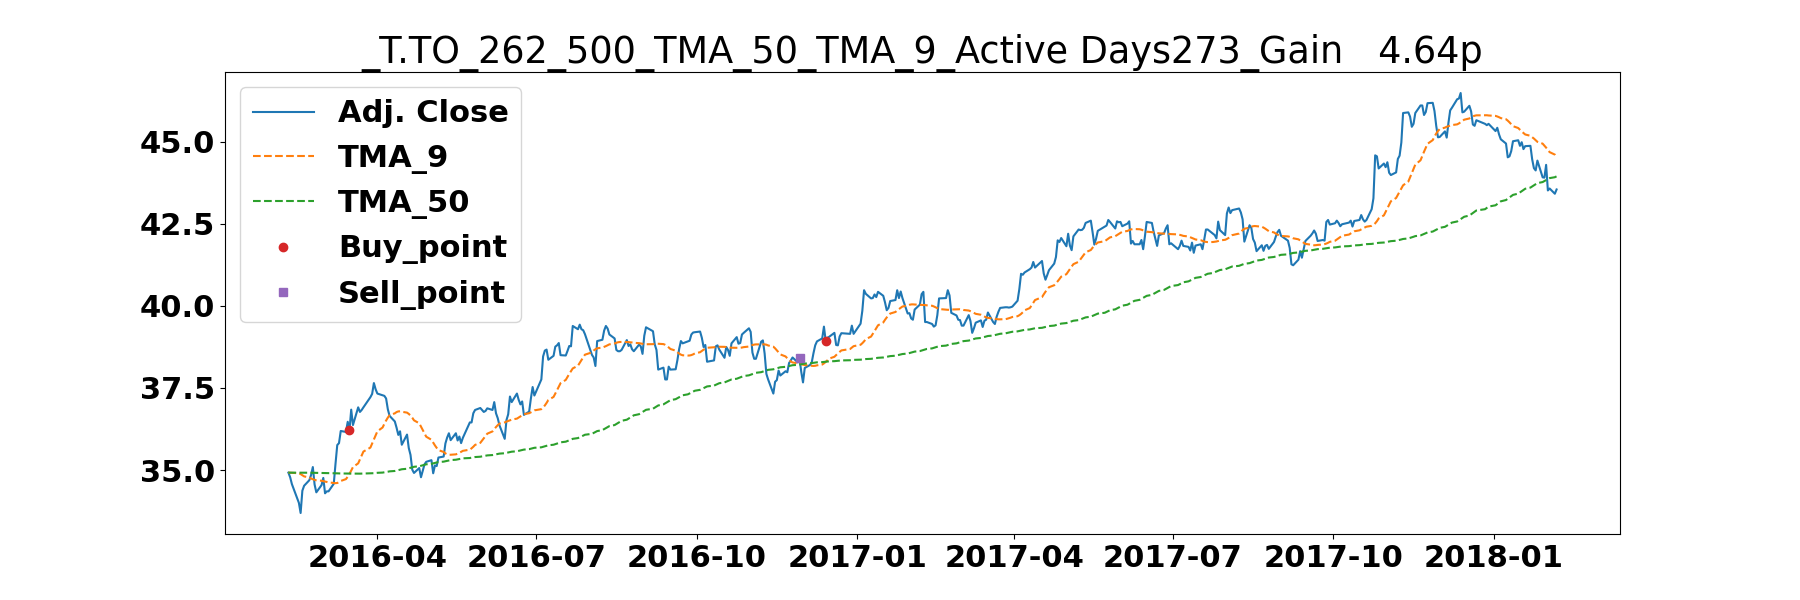 _T.TO_262_500_TMA_50_TMA_9_Active Days273_Gain   4.64p
Adj. Close
TMA_9
TMA_50
Buy_point
Sell_point
45.0
42.5
40.0
37.5
35.0
2016-04 2016-07 2016-10 2017-01 2017-04 2017-07 2017-10 2018-01